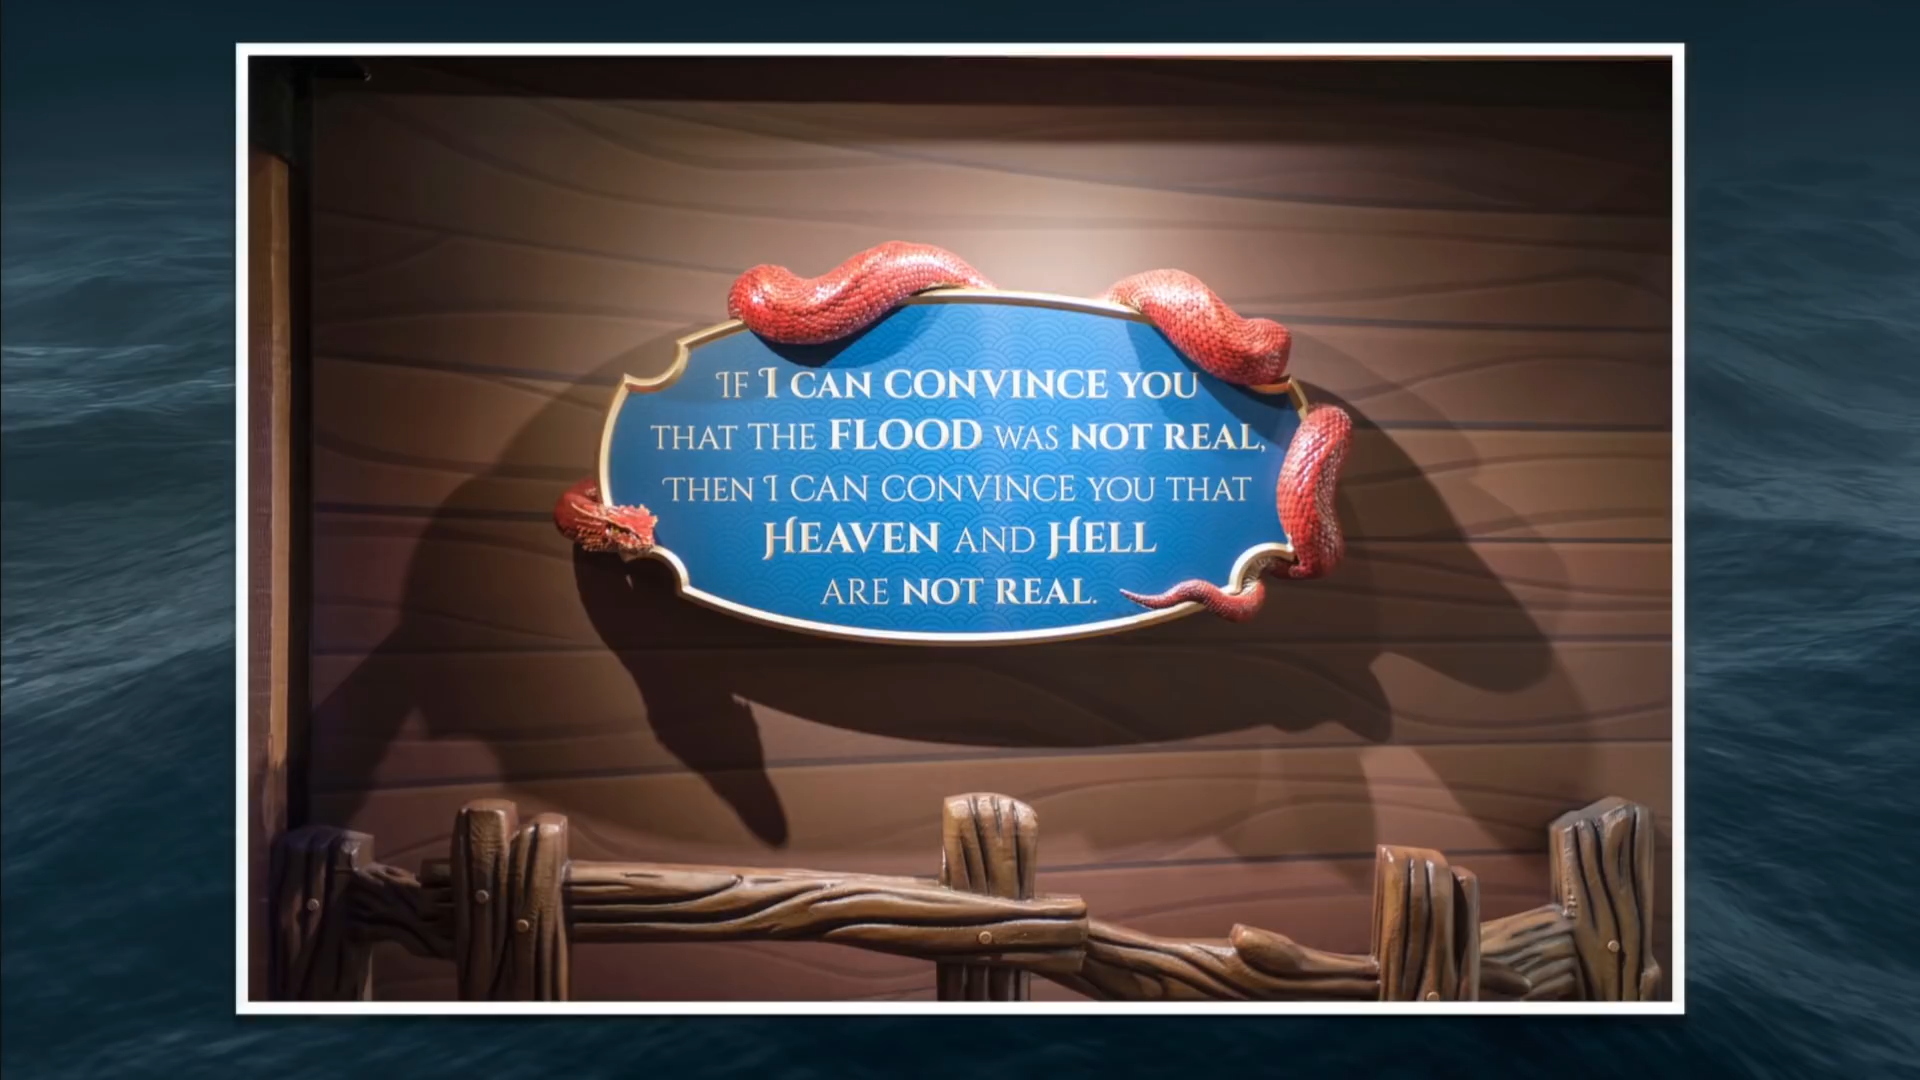 IF I CAN CONVINCE YOU
THAT THE FLOOD WAS NOT REAL,
THEN I CAN CONVINCE YOU THAT
HEAVEN AND HELL
ARE NOT REAL.